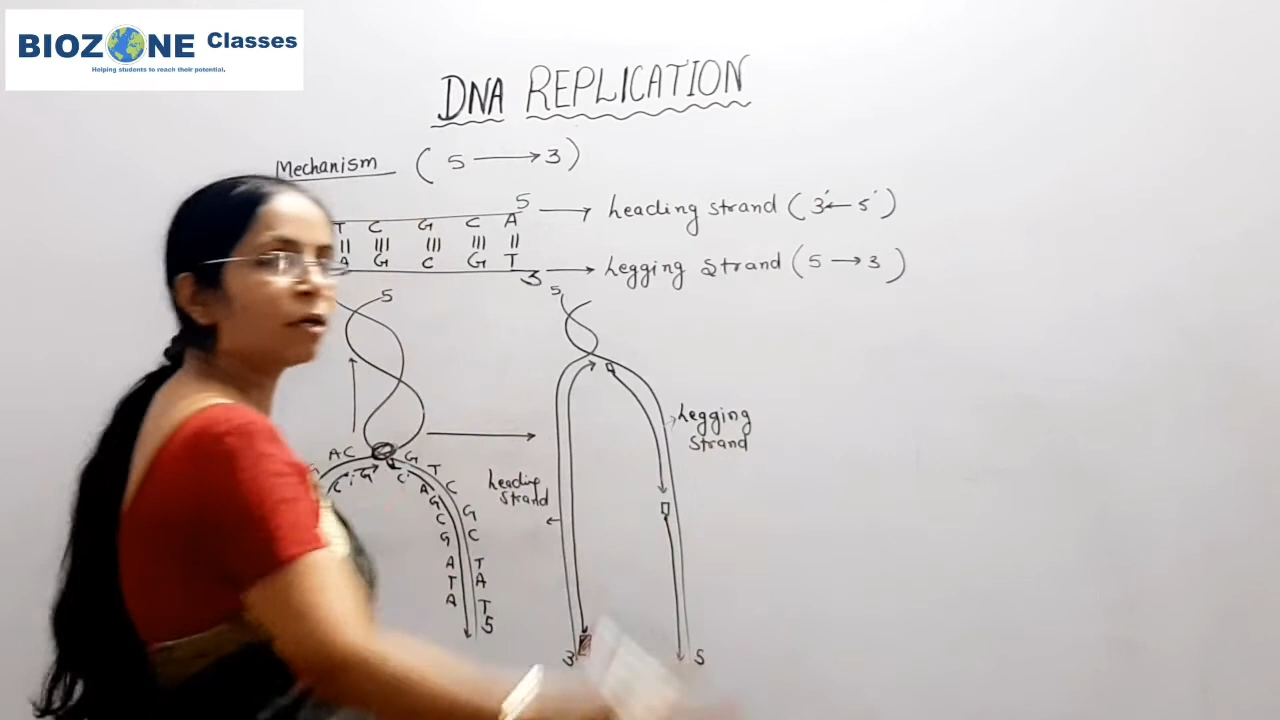 BIOZONE Classes
Helping students to reach their potential.
DNA REPLICATION
Mechanism ( 5 → 3 )
5
T C G C A → Leading strand ( 3' ← 5' )
A G C G T
3 → Legging Strand ( 5 → 3 )
5
5
A C G
C G C
T
A C
G G
C C
G
A T
T A
A T
5
Leading
Strand
Legging
Strand
3 5